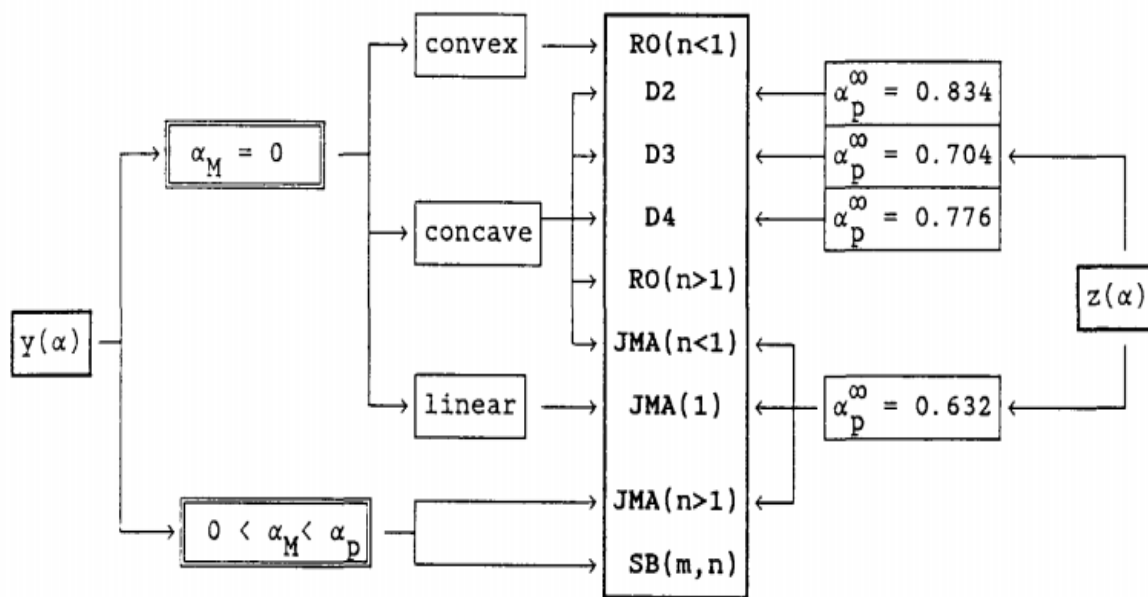 convex
RO(n<1)
D2
α_p^∞ = 0.834
α_M = 0
D3
α_p^∞ = 0.704
concave
D4
α_p^∞ = 0.776
RO(n>1)
z(α)
y(α)
JMA(n<1)
linear
JMA(1)
α_p^∞ = 0.632
JMA(n>1)
0 < α_M < α_p
SB(m,n)